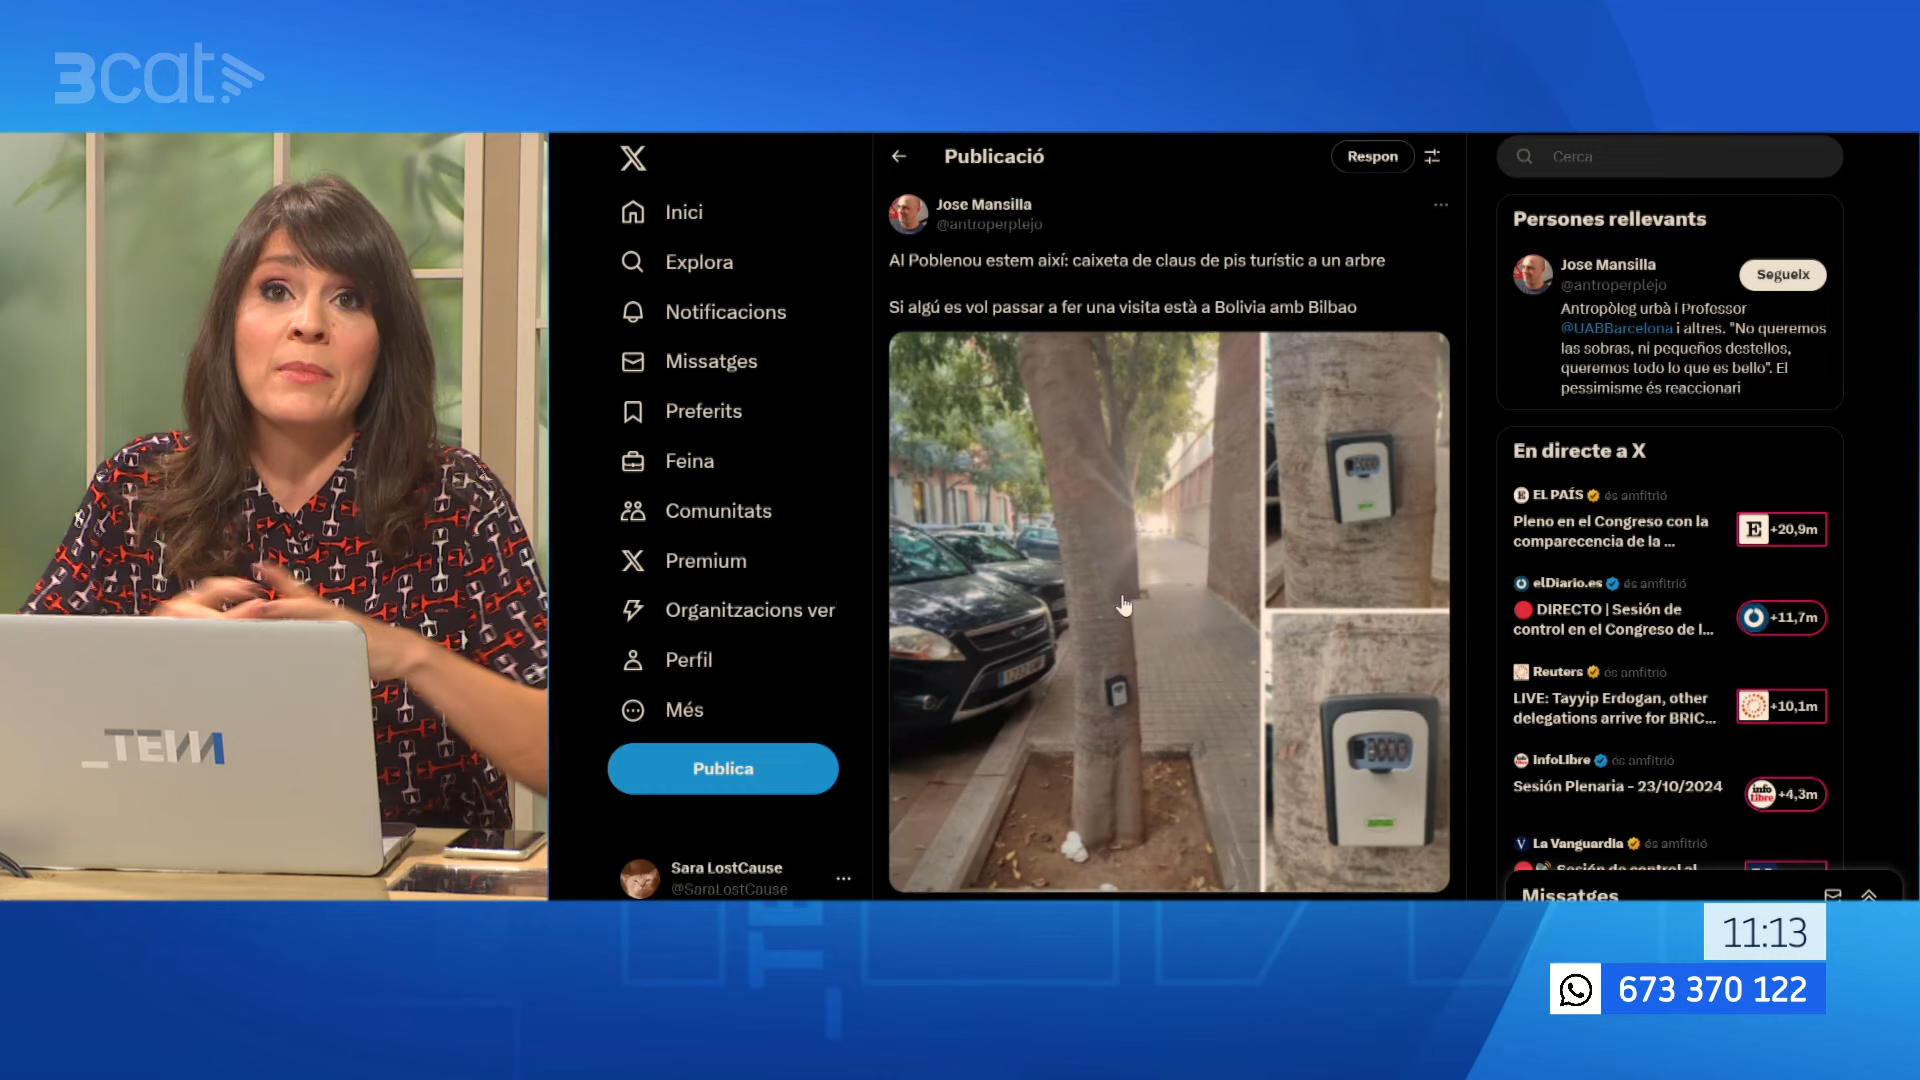 3cat
TEM_
X
Inici
Explora
Notificacions
Missatges
Preferits
Feina
Comunitats
Premium
Organitzacions ver
Perfil
Més
Publica
Sara LostCause
@SaraLostCause
Publicació
Respon
Jose Mansilla
@antroperplejo
Al Poblenou estem així: caixeta de claus de pis turístic a un arbre
Si algú es vol passar a fer una visita està a Bolivia amb Bilbao
Cerca
Persones rellevants
Jose Mansilla
Segueix
@antroperplejo
Antropòleg urbà i Professor
@UABBarcelona i altres. "No queremos
las sobras, ni pequeños destellos,
queremos todo lo que es bello". El
pessimisme és reaccionari
En directe a X
EL PAÍS és amfitrió
Pleno en el Congreso con la
comparecencia de la ...
E +20,9m
elDiario.es és amfitrió
DIRECTO | Sesión de
control en el Congreso de l...
+11,7m
Reuters és amfitrió
LIVE: Tayyip Erdogan, other
delegations arrive for BRIC...
+10,1m
infoLibre és amfitrió
Sesión Plenaria - 23/10/2024
info Libre +4,3m
V La Vanguardia és amfitrió
Sesión de control al
Missatges
11:13
673 370 122